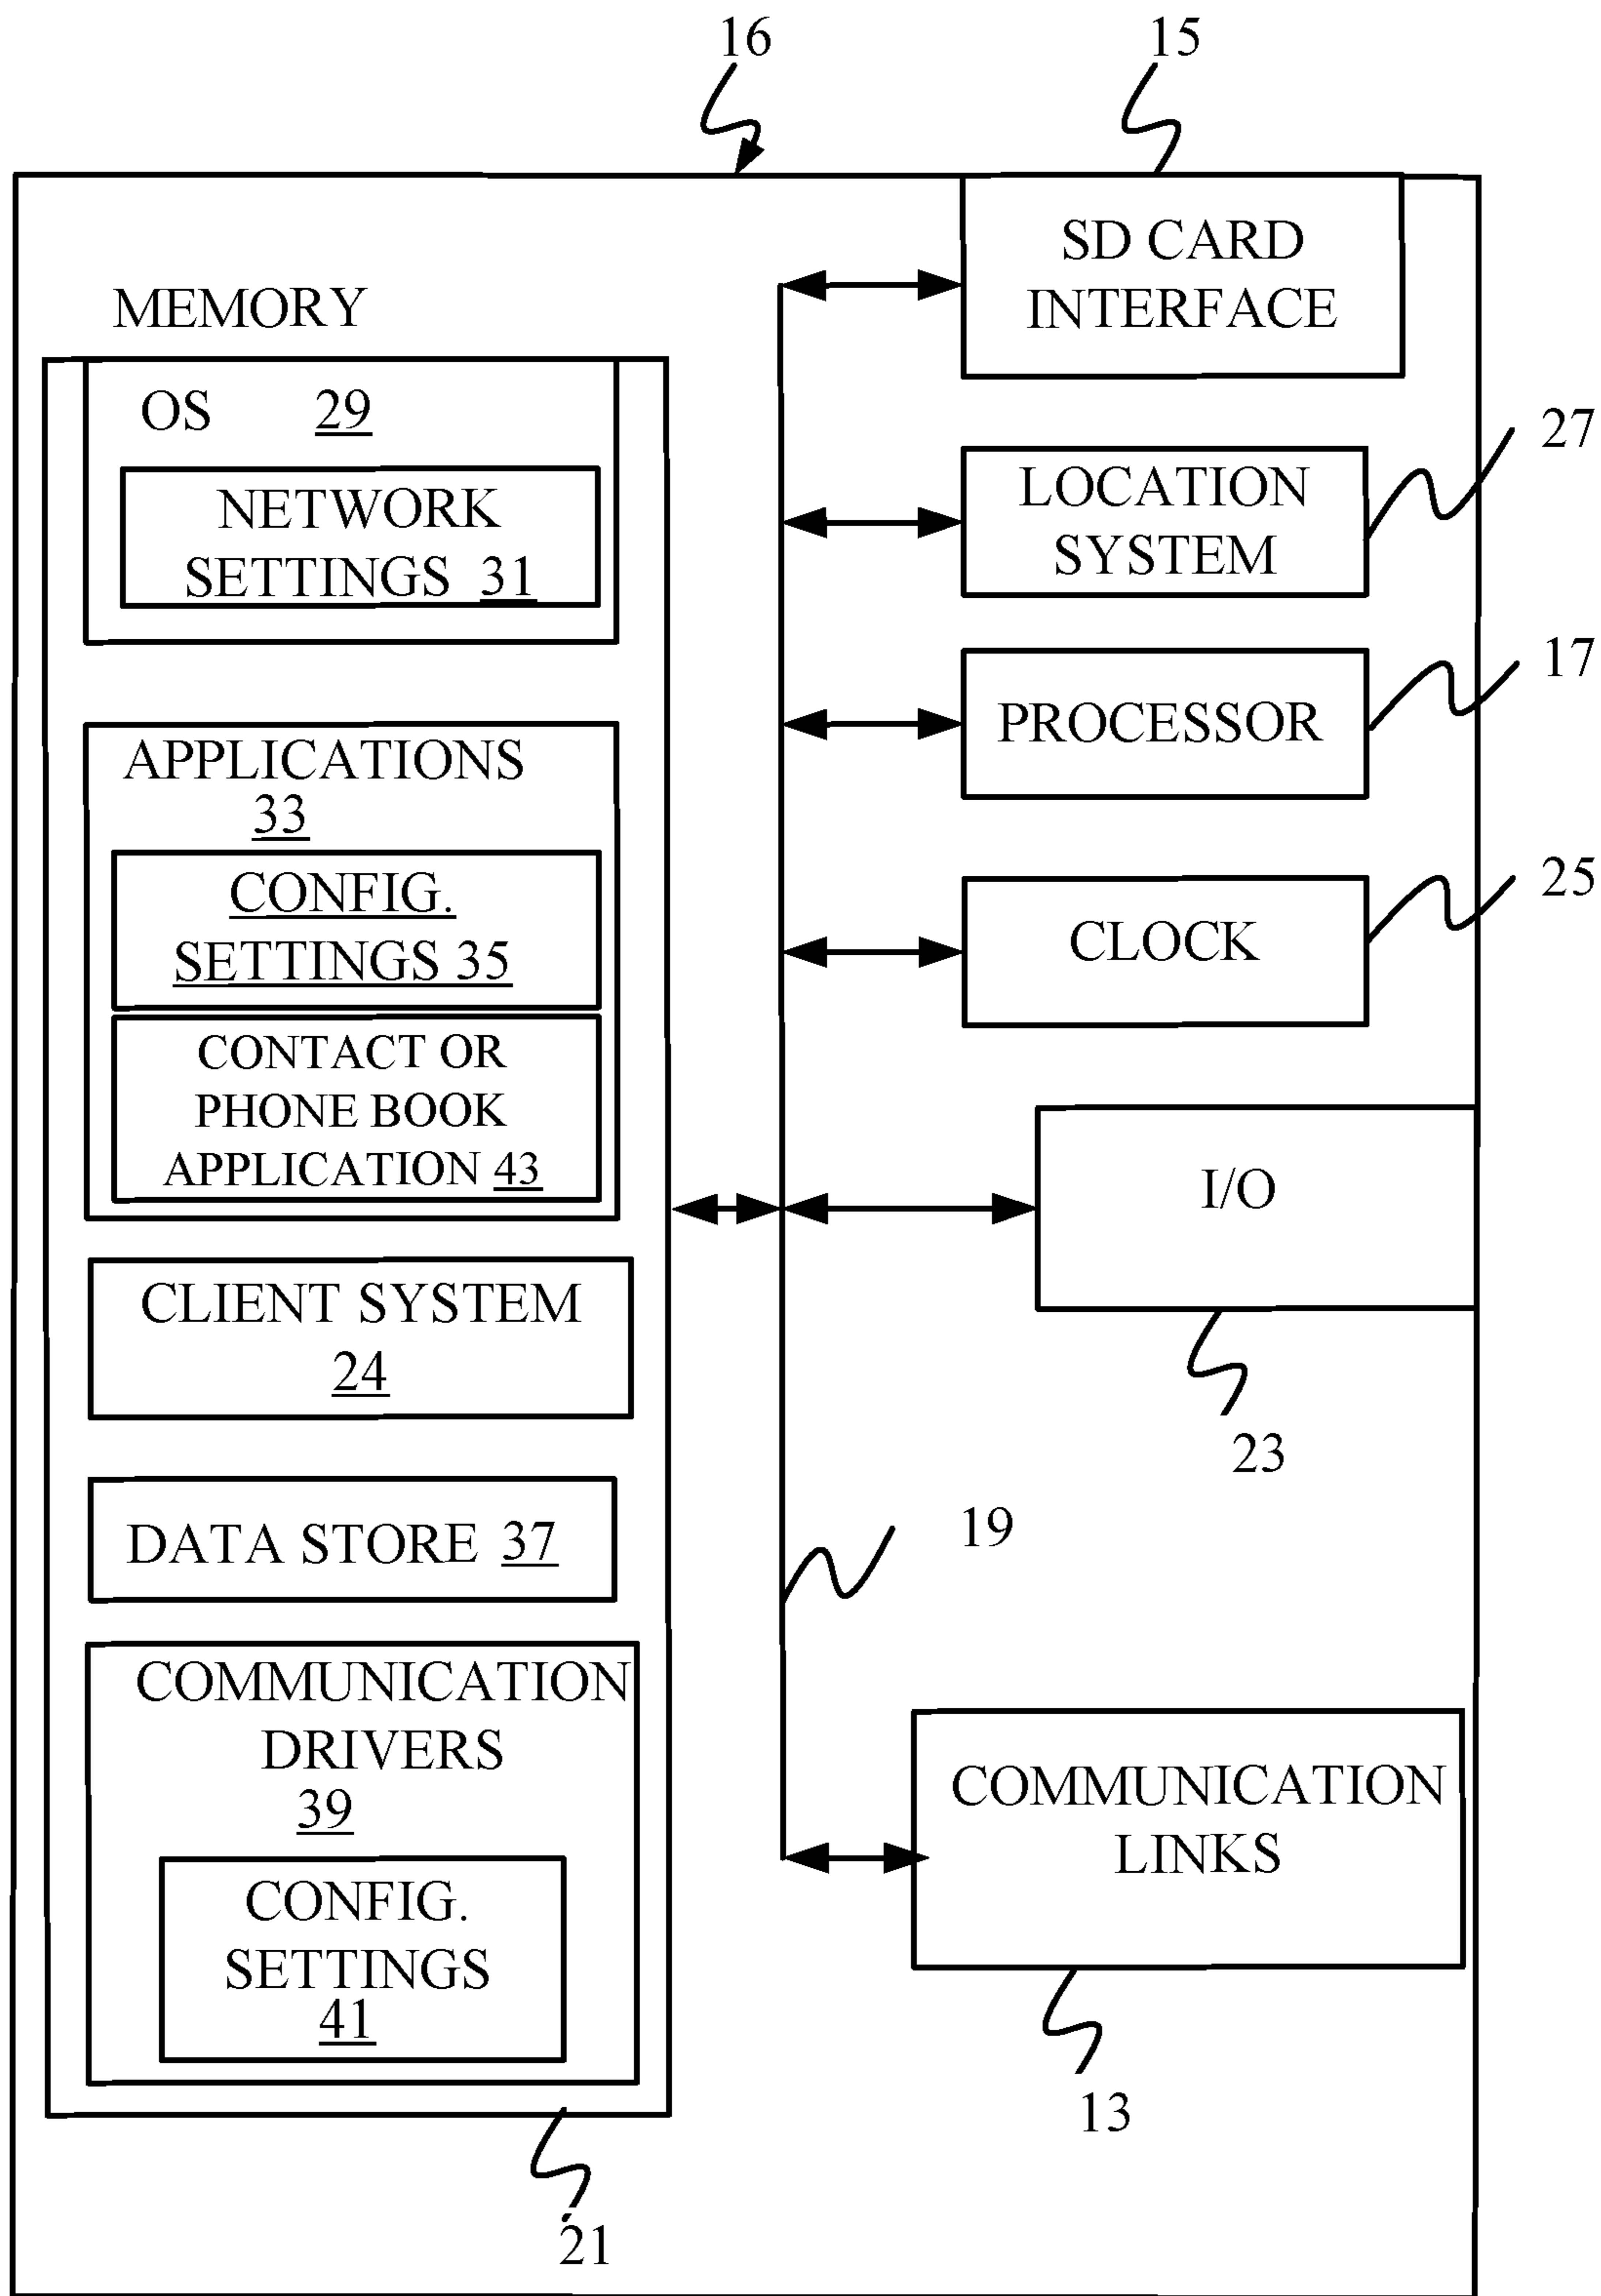 16
15
SD CARD
INTERFACE
MEMORY
OS 29
NETWORK
SETTINGS 31
27
LOCATION
SYSTEM
17
PROCESSOR
APPLICATIONS
33
CONFIG.
SETTINGS 35
25
CLOCK
CONTACT OR
PHONE BOOK
APPLICATION 43
I/O
CLIENT SYSTEM
24
23
19
DATA STORE 37
COMMUNICATION
DRIVERS
39
COMMUNICATION
LINKS
CONFIG.
SETTINGS
41
13
21